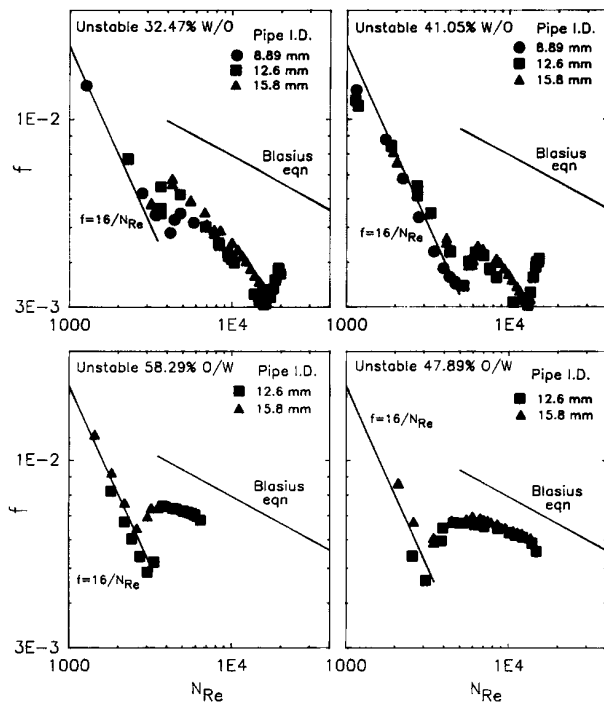 Unstable 32.47% W/O
Pipe I.D.
8.89 mm
12.6 mm
15.8 mm
1E-2
f
Blasius
eqn
f=16/NRe
3E-3
1000
1E4
Unstable 41.05% W/O
Pipe I.D.
8.89 mm
12.6 mm
15.8 mm
Blasius
eqn
f=16/NRe
1000
1E4
Unstable 58.29% O/W
Pipe I.D.
12.6 mm
15.8 mm
1E-2
f
Blasius
eqn
f=16/NRe
3E-3
1000
1E4
NRe
Unstable 47.89% O/W
Pipe I.D.
12.6 mm
15.8 mm
f=16/NRe
Blasius
eqn
1000
1E4
NRe